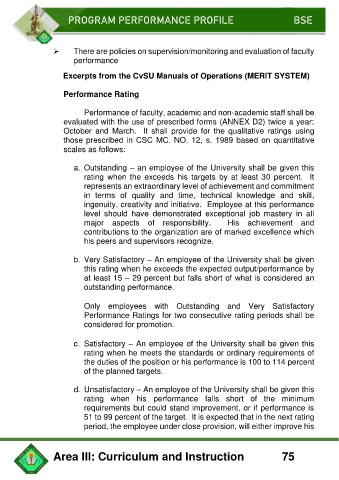 PROGRAM PERFORMANCE PROFILE BSE
➢ There are policies on supervision/monitoring and evaluation of faculty
performance
Excerpts from the CvSU Manuals of Operations (MERIT SYSTEM)
Performance Rating
Performance of faculty, academic and non-academic staff shall be
evaluated with the use of prescribed forms (ANNEX D2) twice a year:
October and March. It shall provide for the qualitative ratings using
those prescribed in CSC MC. NO. 12, s. 1989 based on quantitative
scales as follows:
a. Outstanding – an employee of the University shall be given this
rating when the exceeds his targets by at least 30 percent. It
represents an extraordinary level of achievement and commitment
in terms of quality and time, technical knowledge and skill,
ingenuity, creativity and initiative. Employee at this performance
level should have demonstrated exceptional job mastery in all
major aspects of responsibility. His achievement and
contributions to the organization are of marked excellence which
his peers and supervisors recognize.
b. Very Satisfactory – An employee of the University shall be given
this rating when he exceeds the expected output/performance by
at least 15 – 29 percent but falls short of what is considered an
outstanding performance.
Only employees with Outstanding and Very Satisfactory
Performance Ratings for two consecutive rating periods shall be
considered for promotion.
c. Satisfactory – An employee of the University shall be given this
rating when he meets the standards or ordinary requirements of
the duties of the position or his performance is 100 to 114 percent
of the planned targets.
d. Unsatisfactory – An employee of the University shall be given this
rating when his performance falls short of the minimum
requirements but could stand improvement, or if performance is
51 to 99 percent of the target. It is expected that in the next rating
period, the employee under close provision, will either improve his
Area III: Curriculum and Instruction 75